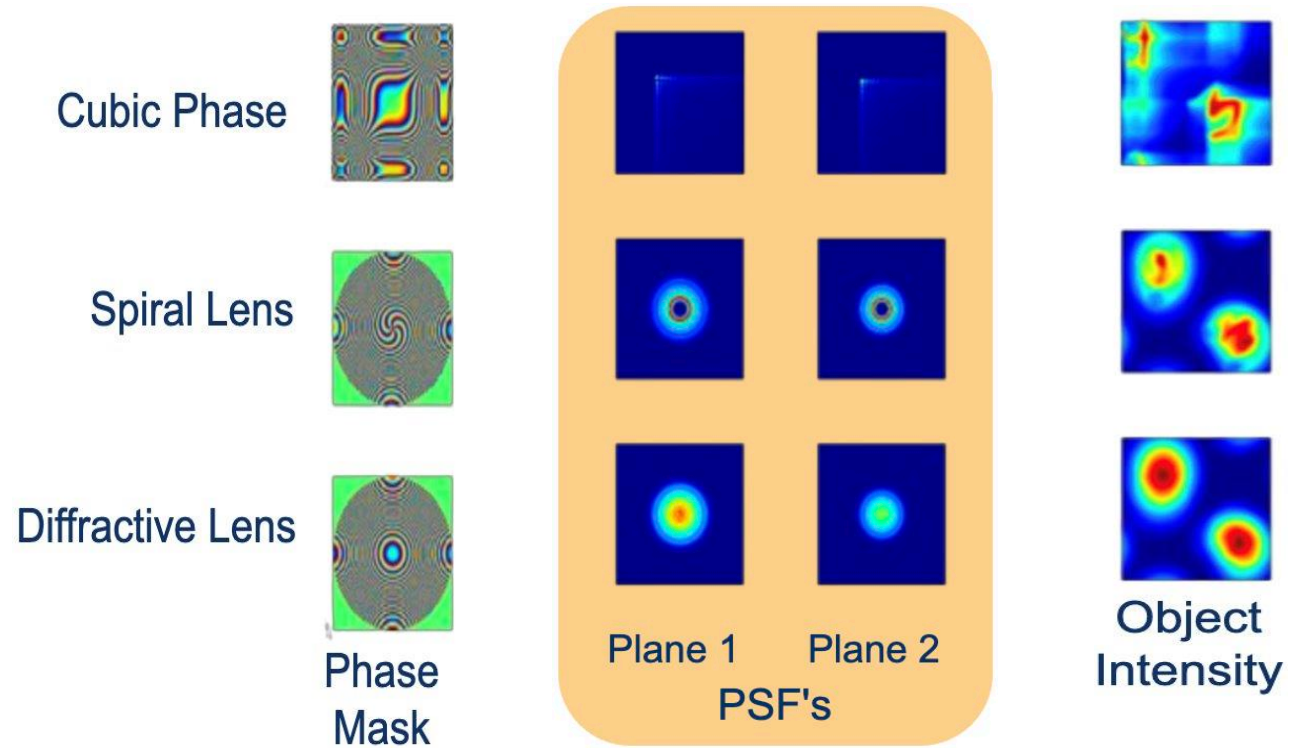 Cubic Phase
Spiral Lens
Diffractive Lens
Phase
Mask
Plane 1
Plane 2
PSF's
Object
Intensity